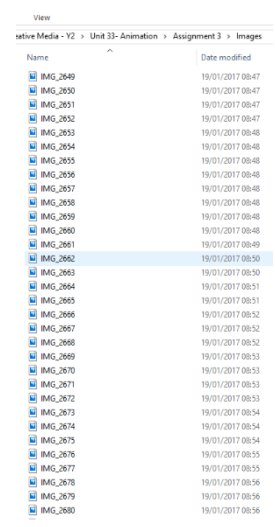 View
eative Media - Y2 > Unit 33- Animation > Assignment 3 > Images
Name Date modified
IMG_2649 19/01/2017 08:47
IMG_2650 19/01/2017 08:47
IMG_2651 19/01/2017 08:47
IMG_2652 19/01/2017 08:47
IMG_2653 19/01/2017 08:48
IMG_2654 19/01/2017 08:48
IMG_2655 19/01/2017 08:48
IMG_2656 19/01/2017 08:48
IMG_2657 19/01/2017 08:48
IMG_2658 19/01/2017 08:48
IMG_2659 19/01/2017 08:48
IMG_2660 19/01/2017 08:48
IMG_2661 19/01/2017 08:49
IMG_2662 19/01/2017 08:50
IMG_2663 19/01/2017 08:50
IMG_2664 19/01/2017 08:51
IMG_2665 19/01/2017 08:51
IMG_2666 19/01/2017 08:52
IMG_2667 19/01/2017 08:52
IMG_2668 19/01/2017 08:52
IMG_2669 19/01/2017 08:53
IMG_2670 19/01/2017 08:53
IMG_2671 19/01/2017 08:53
IMG_2672 19/01/2017 08:53
IMG_2673 19/01/2017 08:54
IMG_2674 19/01/2017 08:54
IMG_2675 19/01/2017 08:54
IMG_2676 19/01/2017 08:55
IMG_2677 19/01/2017 08:55
IMG_2678 19/01/2017 08:56
IMG_2679 19/01/2017 08:56
IMG_2680 19/01/2017 08:56